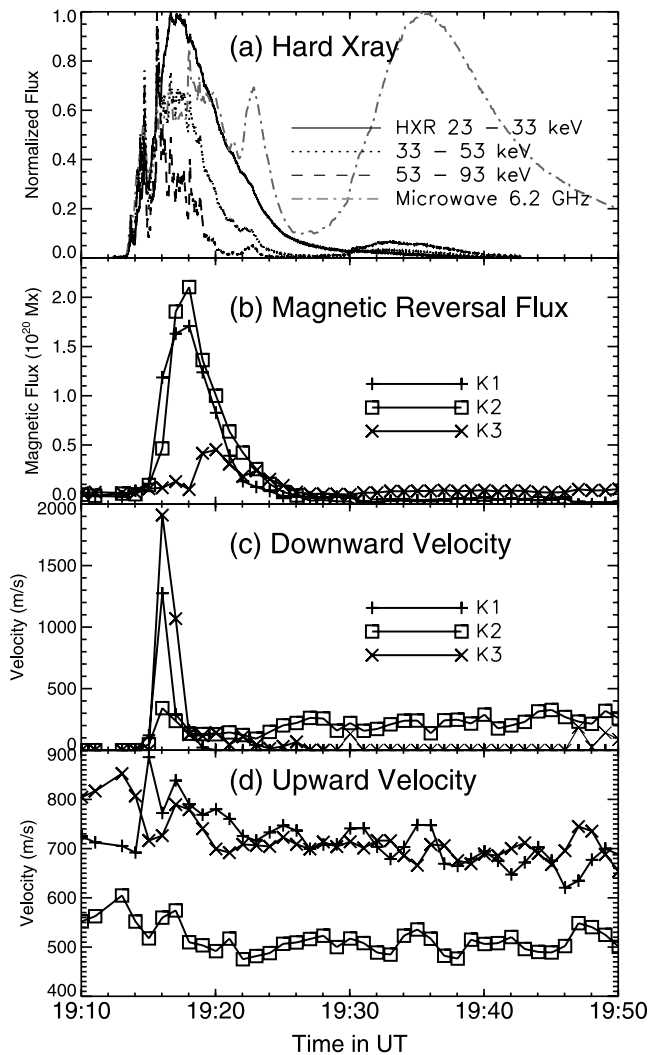 1.0
(a) Hard Xray
0.8
0.6
HXR 23 – 33 keV
0.4
33 – 53 keV
53 – 93 keV
0.2
Microwave 6.2 GHz
0.0
Normalized Flux
2.0
(b) Magnetic Reversal Flux
1.5
K1
1.0
K2
K3
0.5
0.0
Magnetic Flux (10²⁰ Mx)
2000
(c) Downward Velocity
1500
K1
1000
K2
K3
500
0
Velocity (m/s)
900
(d) Upward Velocity
800
700
600
500
400
Velocity (m/s)
19:10 19:20 19:30 19:40 19:50
Time in UT